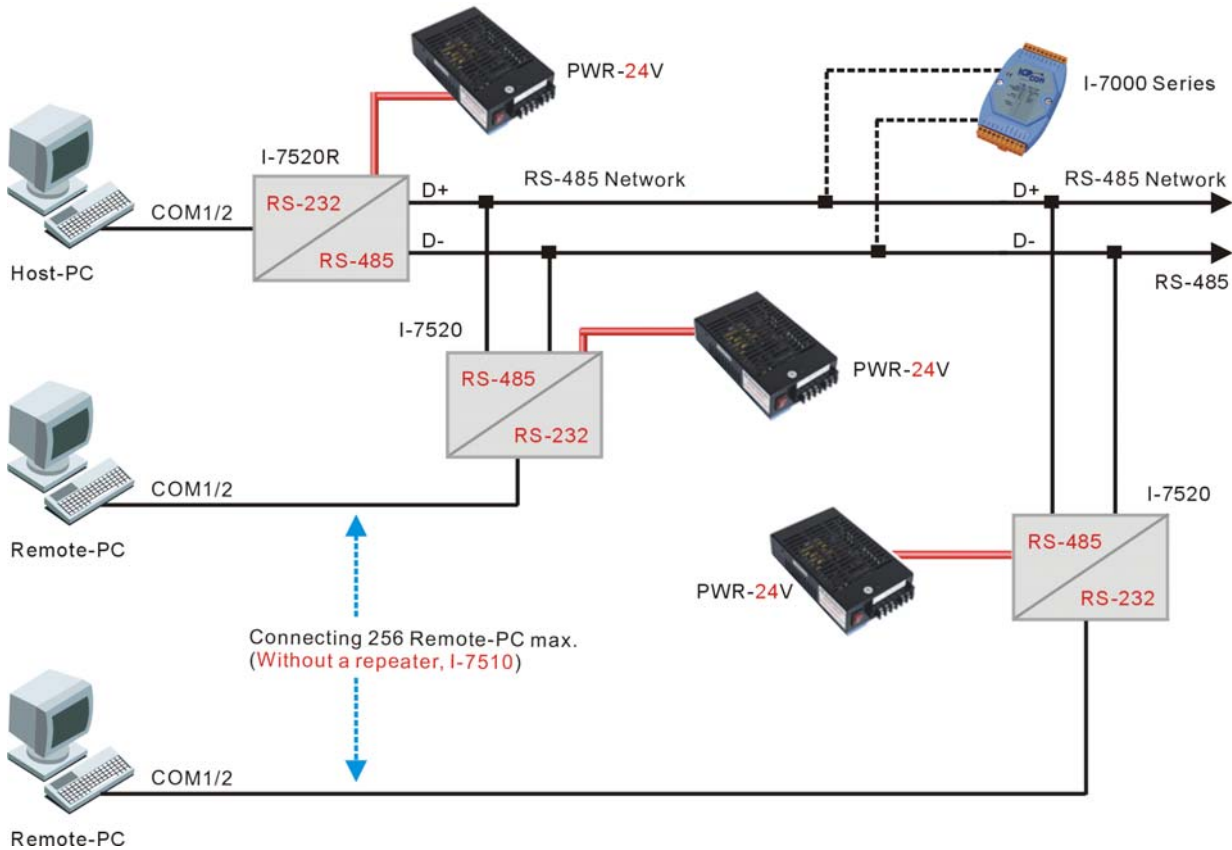 PWR-24V
I-7000 Series
I-7520R
RS-232
RS-485
D+
RS-485 Network
D+
RS-485 Network
COM1/2
D-
D-
RS-485
Host-PC
I-7520
RS-485
RS-232
PWR-24V
COM1/2
Remote-PC
I-7520
RS-485
RS-232
PWR-24V
Connecting 256 Remote-PC max.
(Without a repeater, I-7510)
COM1/2
Remote-PC